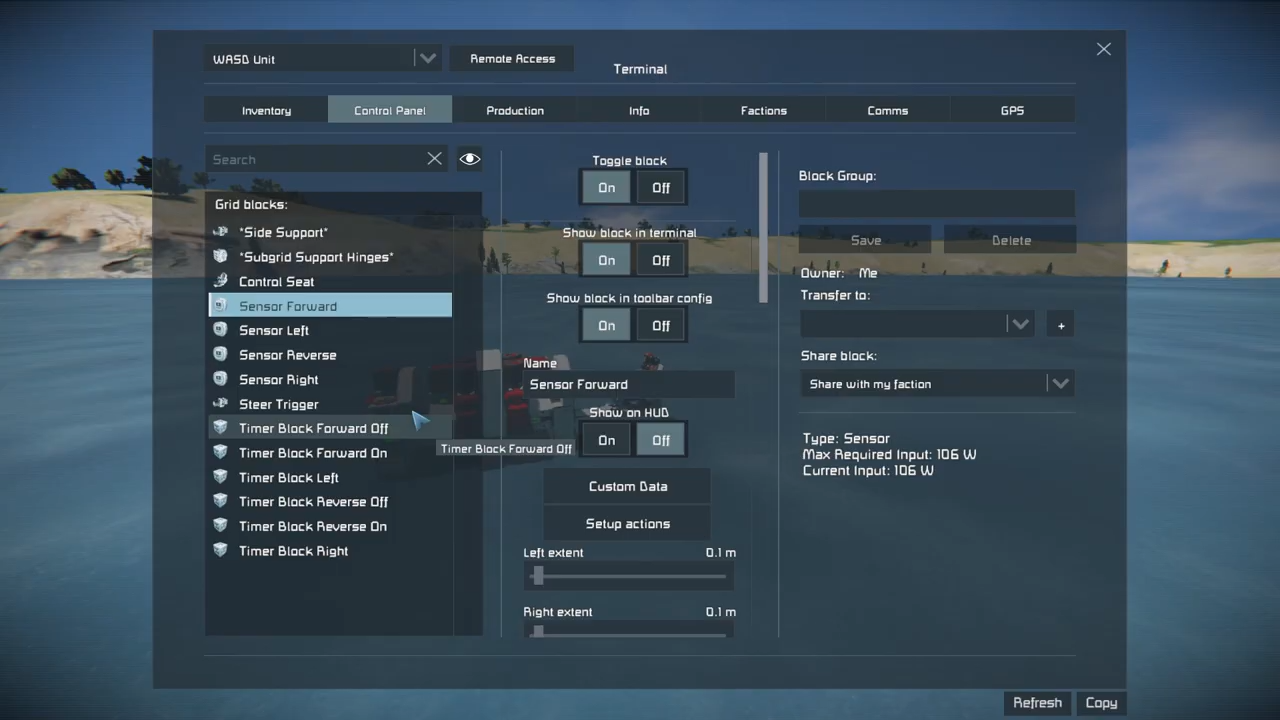 WASD Unit
Remote Access
Terminal
Inventory
Control Panel
Production
Info
Factions
Comms
GPS
Search
Grid blocks:
*Side Support*
*Subgrid Support Hinges*
Control Seat
Sensor Forward
Sensor Left
Sensor Reverse
Sensor Right
Steer Trigger
Timer Block Forward Off
Timer Block Forward On
Timer Block Left
Timer Block Reverse Off
Timer Block Reverse On
Timer Block Right
Timer Block Forward Off
Toggle block
On Off
Show block in terminal
On Off
Show block in toolbar config
On Off
Name
Sensor Forward
Show on HUD
On Off
Custom Data
Setup actions
Left extent 0.1 m
Right extent 0.1 m
Block Group:
Save Delete
Owner: Me
Transfer to:
+
Share block:
Share with my faction
Type: Sensor
Max Required Input: 106 W
Current Input: 106 W
Refresh Copy